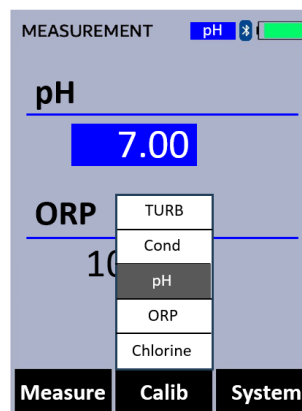 MEASUREMENT pH
pH
7.00
ORP
TURB
Cond
10
pH
ORP
Chlorine
Measure Calib System